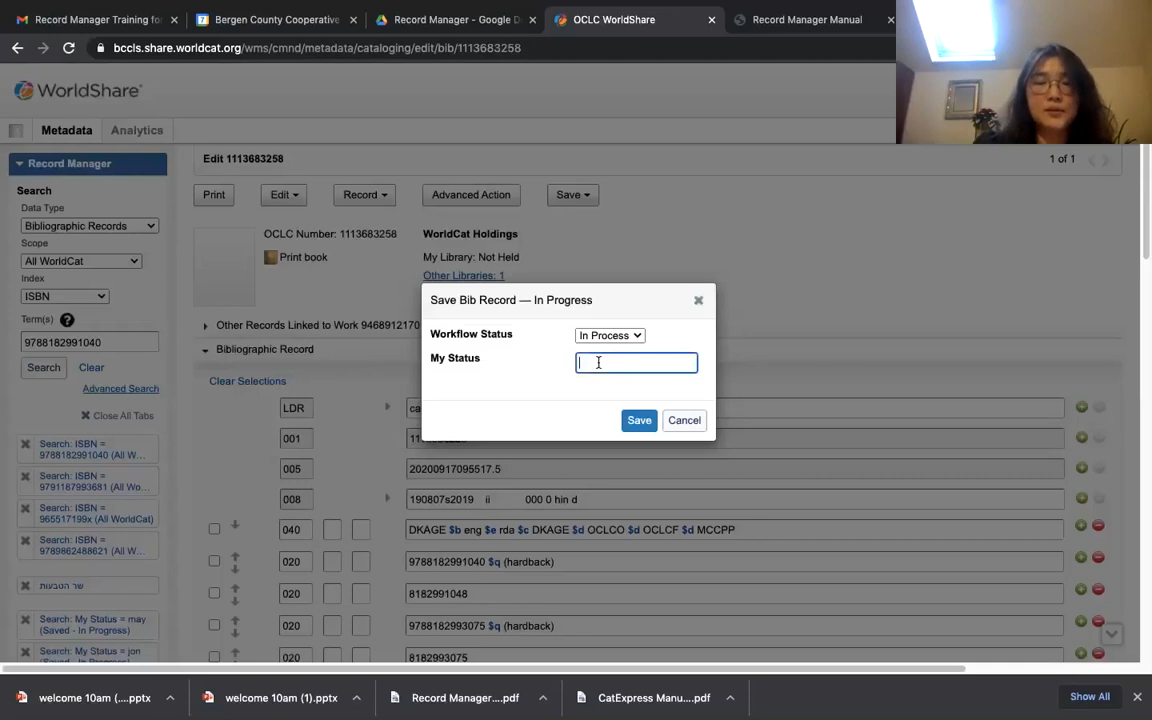 Record Manager Training for
Bergen County Cooperative
Record Manager - Google D
OCLC WorldShare
Record Manager Manual
bccls.share.worldcat.org/wms/cmnd/metadata/cataloging/edit/bib/1113683258
WorldShare®
Metadata
Analytics
Record Manager
Search
Data Type
Bibliographic Records
Scope
All WorldCat
Index
ISBN
Term(s)
9788182991040
Search
Clear
Advanced Search
Close All Tabs
Search: ISBN =
9788182991040 (All W...
Search: ISBN =
9791187993681 (All Wo...
Search: ISBN =
965517199x (All WorldCat)
Search: ISBN =
9789862488621 (All W...
שר הטבעות
Search: My Status = may
(Saved - In Progress)
Search: My Status = jon
(Saved - In Progress)
Edit 1113683258
1 of 1
Print
Edit
Record
Advanced Action
Save
OCLC Number: 1113683258
Print book
WorldCat Holdings
My Library: Not Held
Other Libraries: 1
Other Records Linked to Work 9468912170
Bibliographic Record
Clear Selections
Save Bib Record — In Progress
Workflow Status
In Process
My Status
Save
Cancel
LDR
001
005
20200917095517.5
008
190807s2019 ii 000 0 hin d
040
DKAGE $b eng $e rda $c DKAGE $d OCLCO $d OCLCF $d MCCPP
020
9788182991040 $q (hardback)
020
8182991048
020
9788182993075 $q (hardback)
020
8182993075
welcome 10am (....pptx
welcome 10am (1).pptx
Record Manager....pdf
CatExpress Manu....pdf
Show All